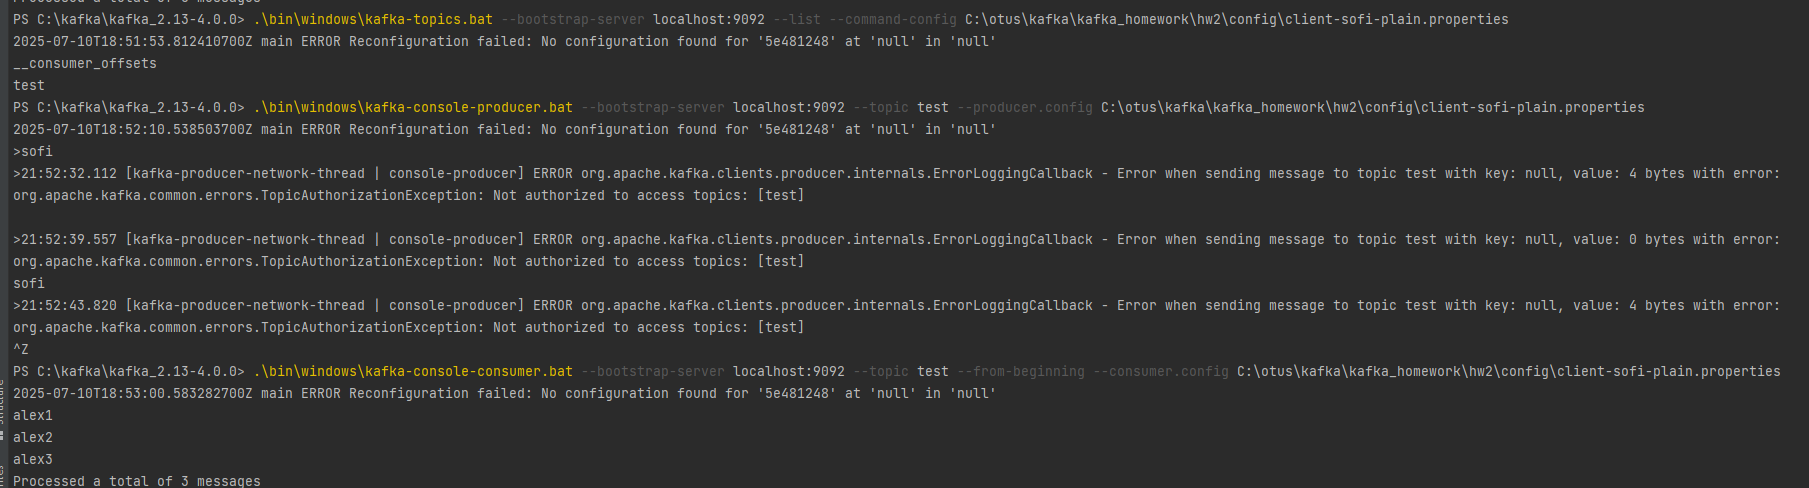 PS C:\kafka\kafka_2.13-4.0.0> .\bin\windows\kafka-topics.bat --bootstrap-server localhost:9092 --list --command-config C:\otus\kafka\kafka_homework\hw2\config\client-sofi-plain.properties
2025-07-10T18:51:53.812410700Z main ERROR Reconfiguration failed: No configuration found for '5e481248' at 'null' in 'null'
__consumer_offsets
test
PS C:\kafka\kafka_2.13-4.0.0> .\bin\windows\kafka-console-producer.bat --bootstrap-server localhost:9092 --topic test --producer.config C:\otus\kafka\kafka_homework\hw2\config\client-sofi-plain.properties
2025-07-10T18:52:10.538503700Z main ERROR Reconfiguration failed: No configuration found for '5e481248' at 'null' in 'null'
>sofi
>21:52:32.112 [kafka-producer-network-thread | console-producer] ERROR org.apache.kafka.clients.producer.internals.ErrorLoggingCallback - Error when sending message to topic test with key: null, value: 4 bytes with error:
org.apache.kafka.common.errors.TopicAuthorizationException: Not authorized to access topics: [test]
>21:52:39.557 [kafka-producer-network-thread | console-producer] ERROR org.apache.kafka.clients.producer.internals.ErrorLoggingCallback - Error when sending message to topic test with key: null, value: 0 bytes with error:
org.apache.kafka.common.errors.TopicAuthorizationException: Not authorized to access topics: [test]
sofi
>21:52:43.820 [kafka-producer-network-thread | console-producer] ERROR org.apache.kafka.clients.producer.internals.ErrorLoggingCallback - Error when sending message to topic test with key: null, value: 4 bytes with error:
org.apache.kafka.common.errors.TopicAuthorizationException: Not authorized to access topics: [test]
^Z
PS C:\kafka\kafka_2.13-4.0.0> .\bin\windows\kafka-console-consumer.bat --bootstrap-server localhost:9092 --topic test --from-beginning --consumer.config C:\otus\kafka\kafka_homework\hw2\config\client-sofi-plain.properties
2025-07-10T18:53:00.583282700Z main ERROR Reconfiguration failed: No configuration found for '5e481248' at 'null' in 'null'
alex1
alex2
alex3
Processed a total of 3 messages